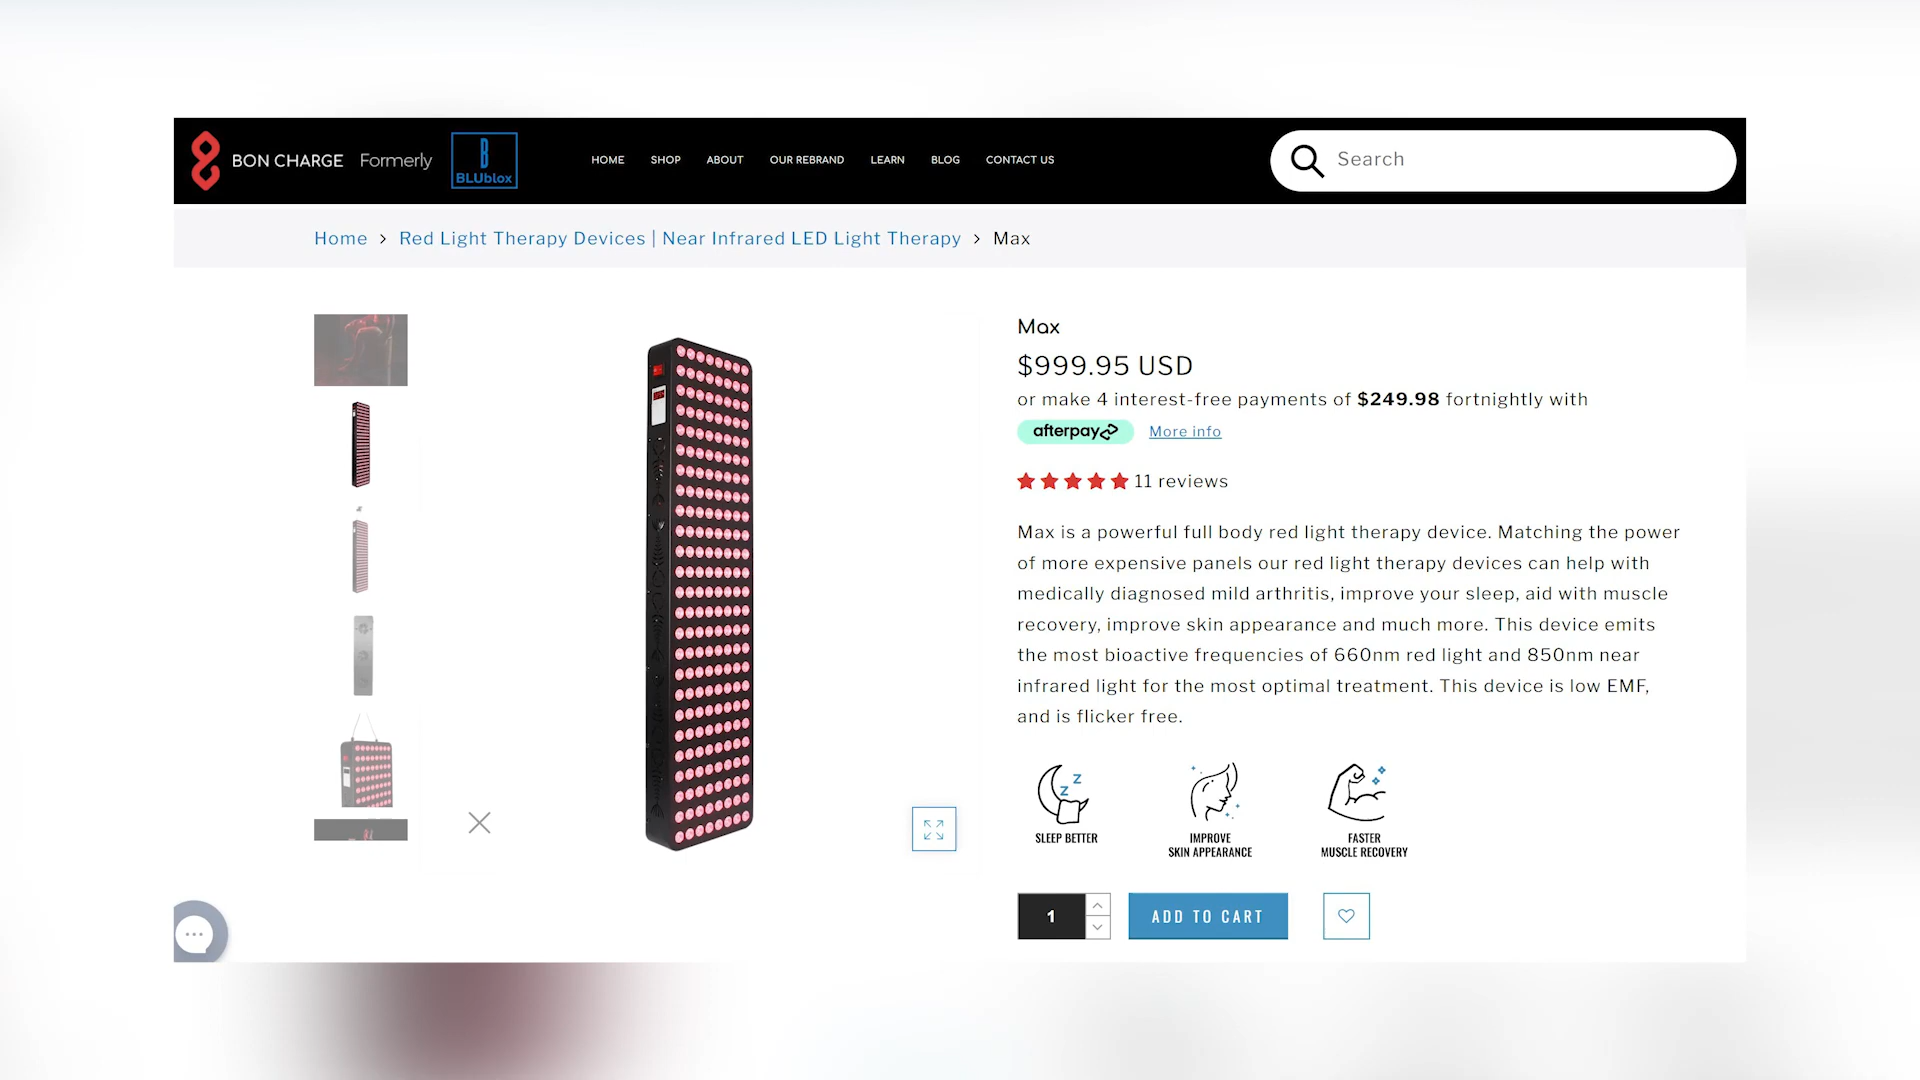 BON CHARGE Formerly
B
BLUblox
HOME SHOP ABOUT OUR REBRAND LEARN BLOG CONTACT US
Search
Home > Red Light Therapy Devices | Near Infrared LED Light Therapy > Max
Max
$999.95 USD
or make 4 interest-free payments of $249.98 fortnightly with
afterpay More info
11 reviews
Max is a powerful full body red light therapy device. Matching the power
of more expensive panels our red light therapy devices can help with
medically diagnosed mild arthritis, improve your sleep, aid with muscle
recovery, improve skin appearance and much more. This device emits
the most bioactive frequencies of 660nm red light and 850nm near
infrared light for the most optimal treatment. This device is low EMF,
and is flicker free.
z
z
SLEEP BETTER
IMPROVE
SKIN APPEARANCE
FASTER
MUSCLE RECOVERY
1
ADD TO CART